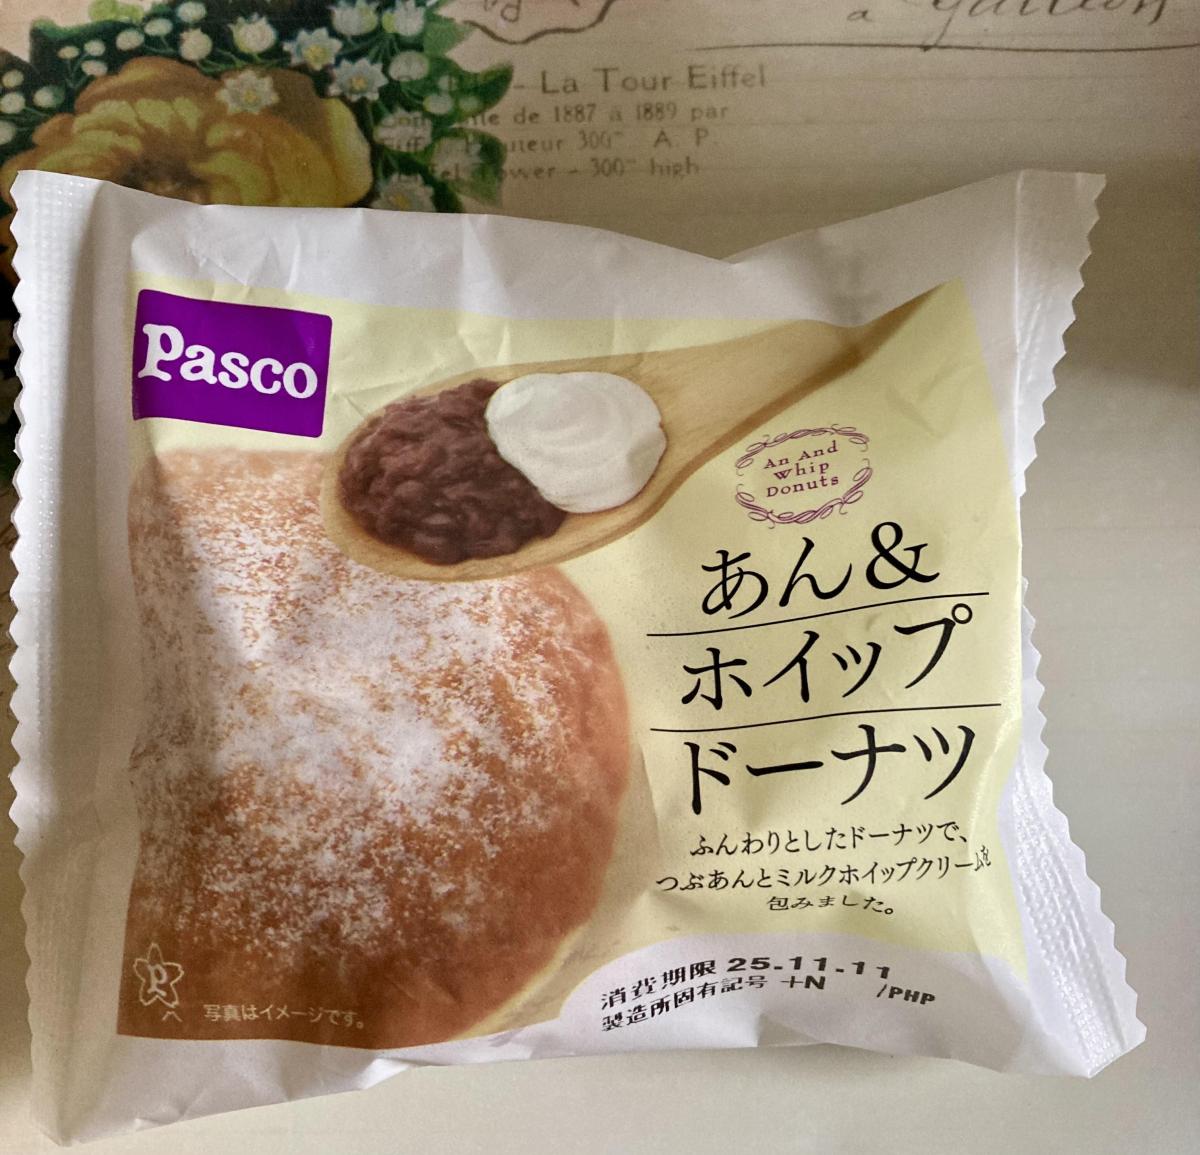 a
- La Tour Eiffel
de 1887 à 1889 par
300ᵐ A. P.
- 300ᵐ high
Pasco
An And
Whip
Donuts
あん&
ホイップ
ドーナツ
ふんわりとしたドーナツで、
つぶあんとミルクホイップクリームを
包みました。
消費期限 25.11.11
製造所固有記号 +N /PHP
写真はイメージです。